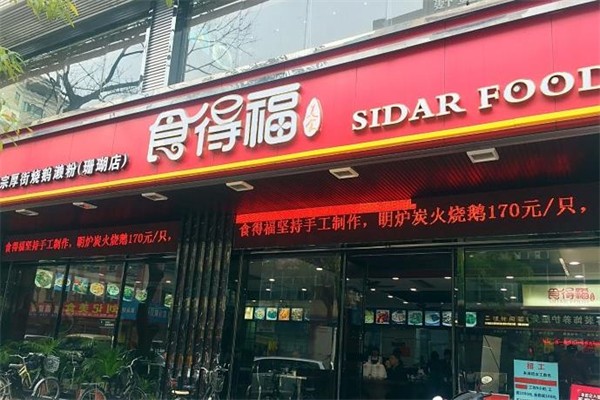 食得福
SIDAR FOOD
宗厚街烧鹅濑粉(珊瑚店)
食得福坚持手工制作，明炉炭火烧鹅170元/只，
食得福坚持手工制作，明炉炭火烧鹅170元/只，
食得福
招工